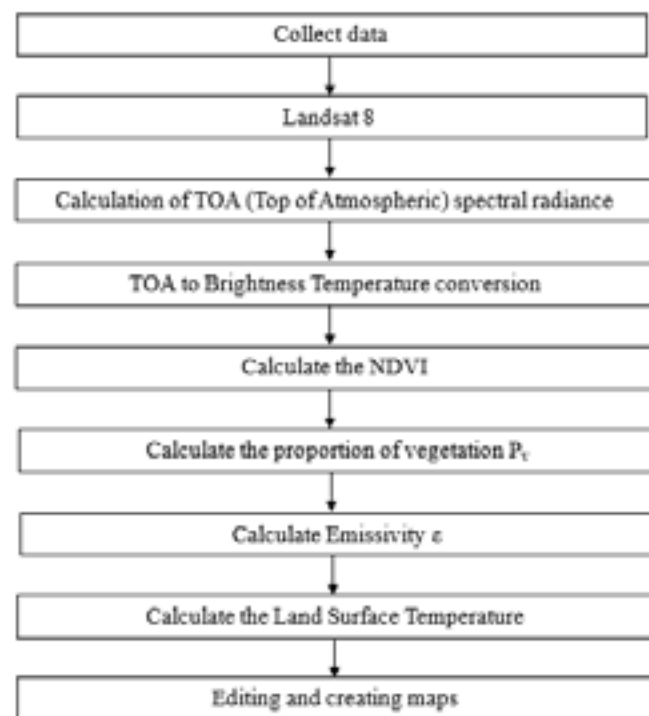 Collect data
Landsat 8
Calculation of TOA (Top of Atmospheric) spectral radiance
TOA to Brightness Temperature conversion
Calculate the NDVI
Calculate the proportion of vegetation Pᵥ
Calculate Emissivity ε
Calculate the Land Surface Temperature
Editing and creating maps